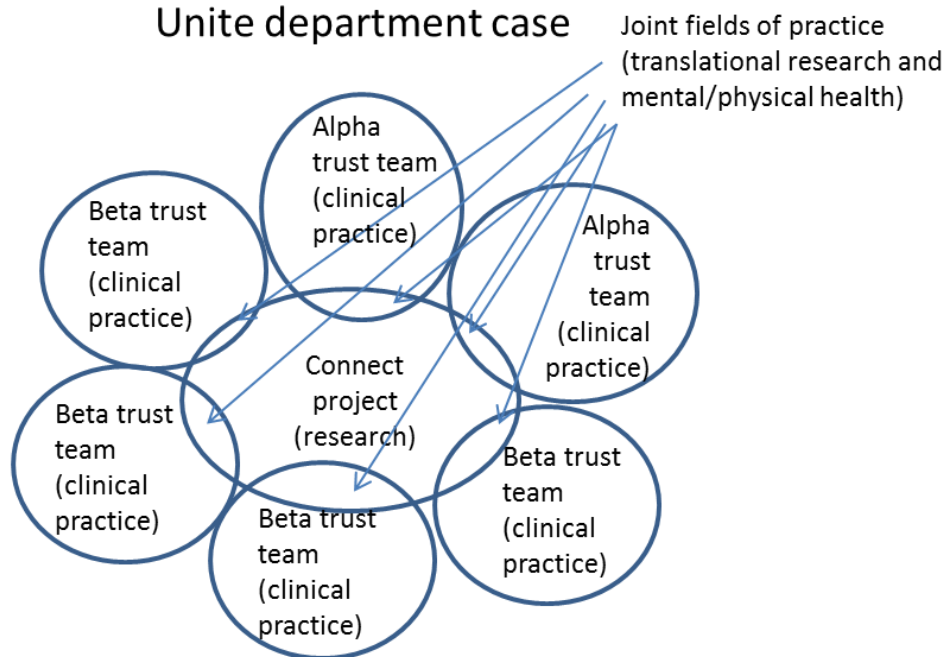 Unite department case
Joint fields of practice
(translational research and
mental/physical health)
Alpha
trust team
(clinical
practice)
Beta trust
team
(clinical
practice)
Alpha
trust
team
(clinical
practice)
Connect
project
(research)
Beta trust
team
(clinical
practice)
Beta trust
team
(clinical
practice)
Beta trust
team
(clinical
practice)